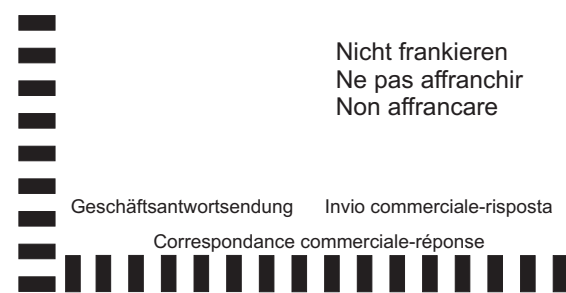 Nicht frankieren
Ne pas affranchir
Non affrancare
Geschäftsantwortsendung Invio commerciale-risposta
Correspondance commerciale-réponse